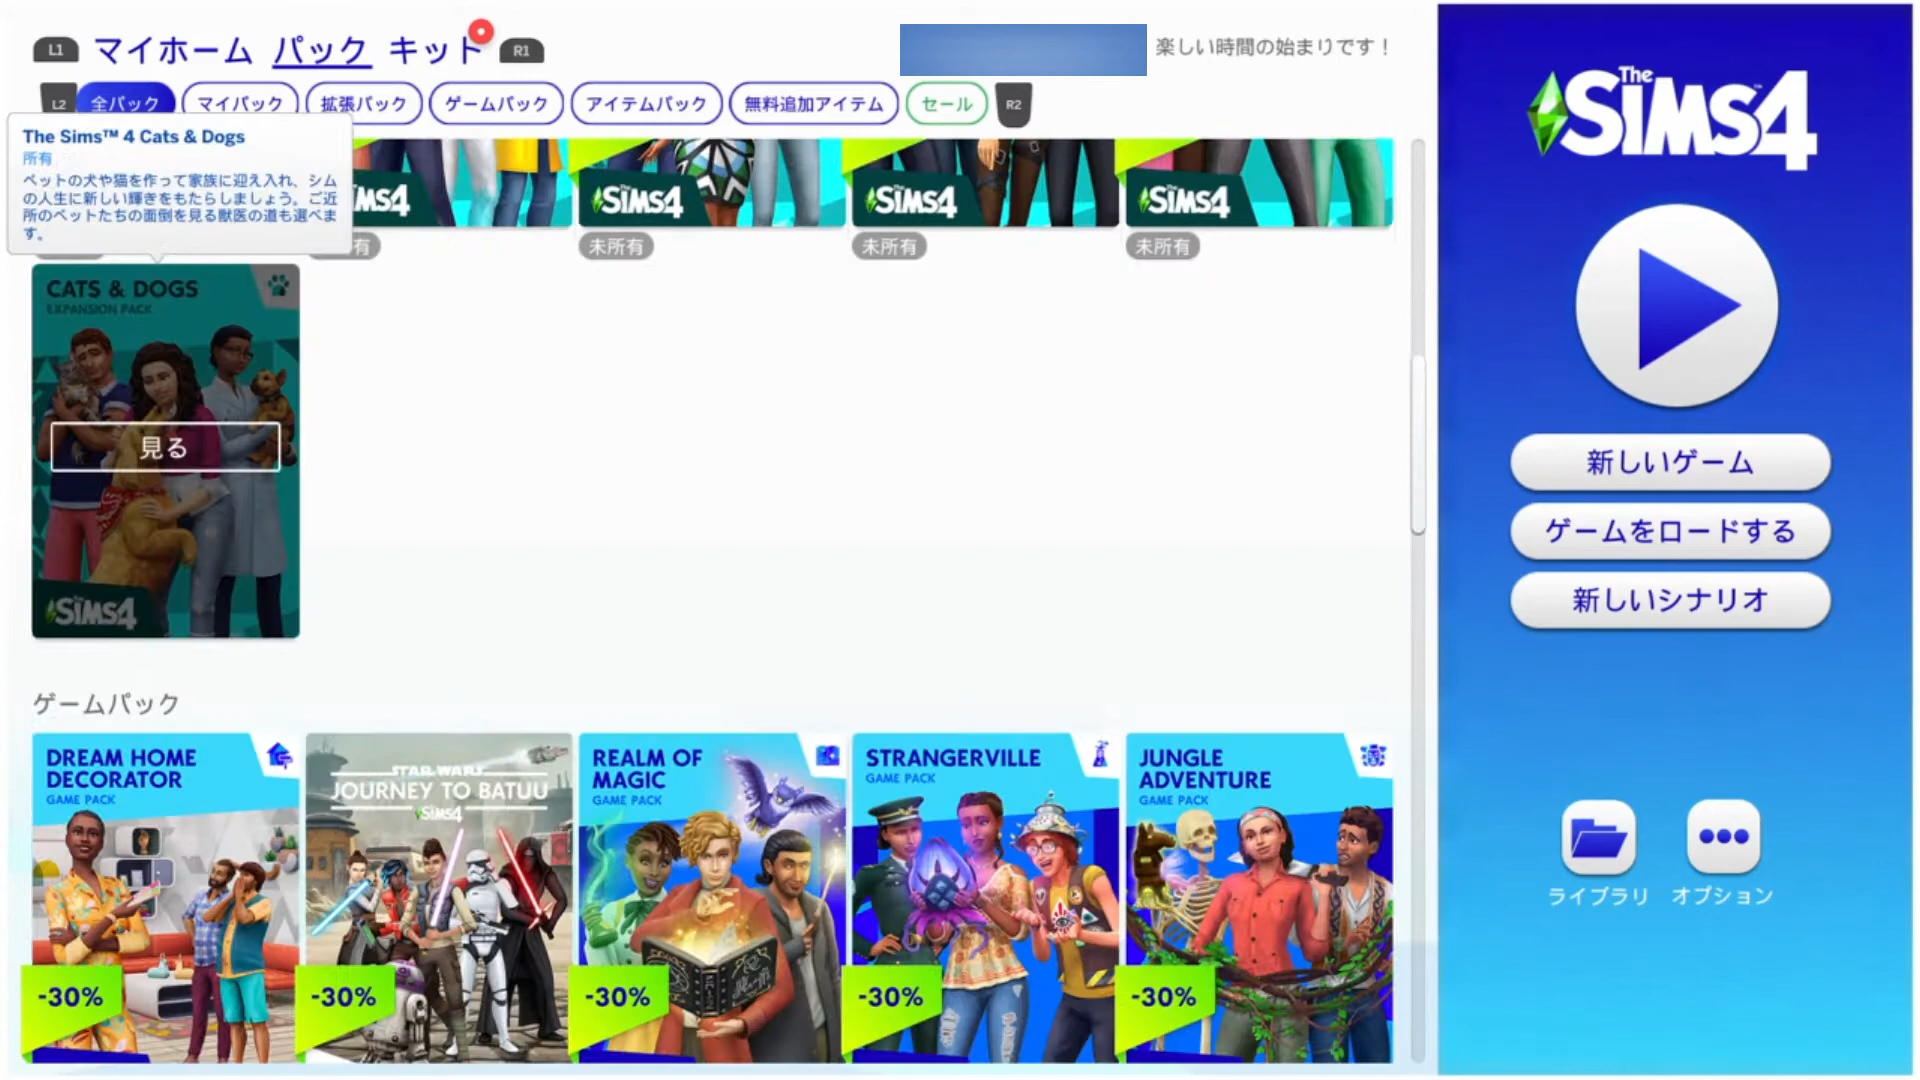 L1 マイホーム パック キット R1
楽しい時間の始まりです！
L2 全パック マイパック 拡張パック ゲームパック アイテムパック 無料追加アイテム セール R2
The Sims™ 4 Cats & Dogs
所有
ペットの犬や猫を作って家族に迎え入れ、シム
の人生に新しい輝きをもたらしましょう。ご近
所のペットたちの面倒を見る獣医の道も選べま
す。
SIMS4
The SIMS4
The SIMS4
The SIMS4
有
未所有
未所有
未所有
CATS & DOGS
EXPANSION PACK
見る
The SIMS4
ゲームパック
DREAM HOME
DECORATOR
GAME PACK
-30%
STAR WARS
JOURNEY TO BATUU
The SIMS4
-30%
REALM OF
MAGIC
GAME PACK
-30%
STRANGERVILLE
GAME PACK
-30%
JUNGLE
ADVENTURE
GAME PACK
-30%
The SIMS4
新しいゲーム
ゲームをロードする
新しいシナリオ
ライブラリ
オプション